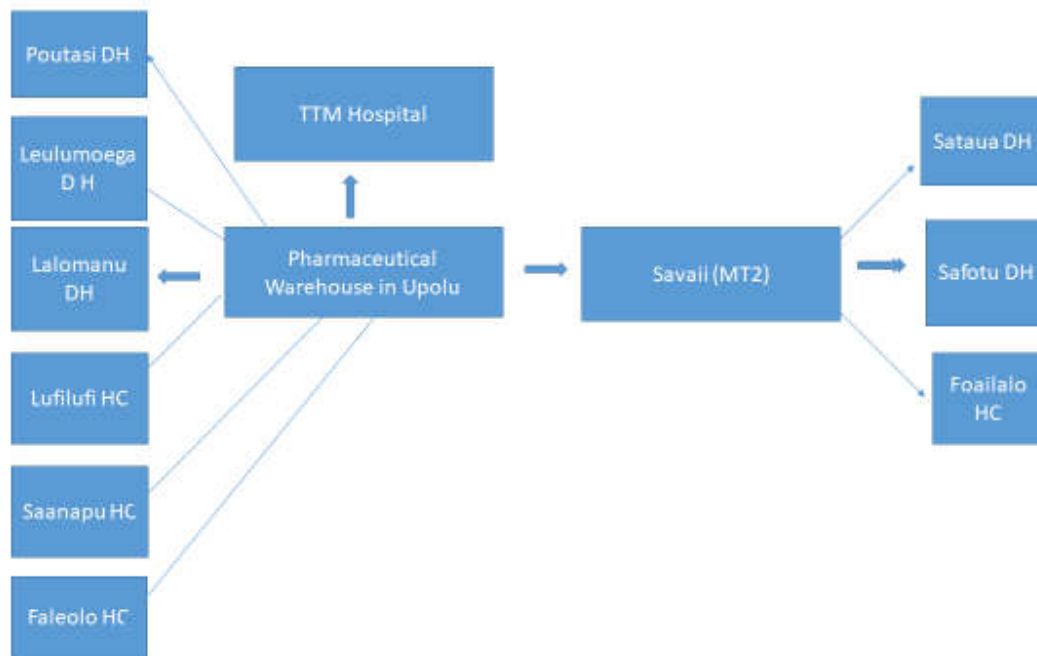 Poutasi DH
TTM Hospital
Leulumoega
D H
Lalomanu
DH
Pharmaceutical
Warehouse in Upolu
Savaii (MT2)
Sataua DH
Safotu DH
Lufilufi HC
Foailalo
HC
Saanapu HC
Faleolo HC